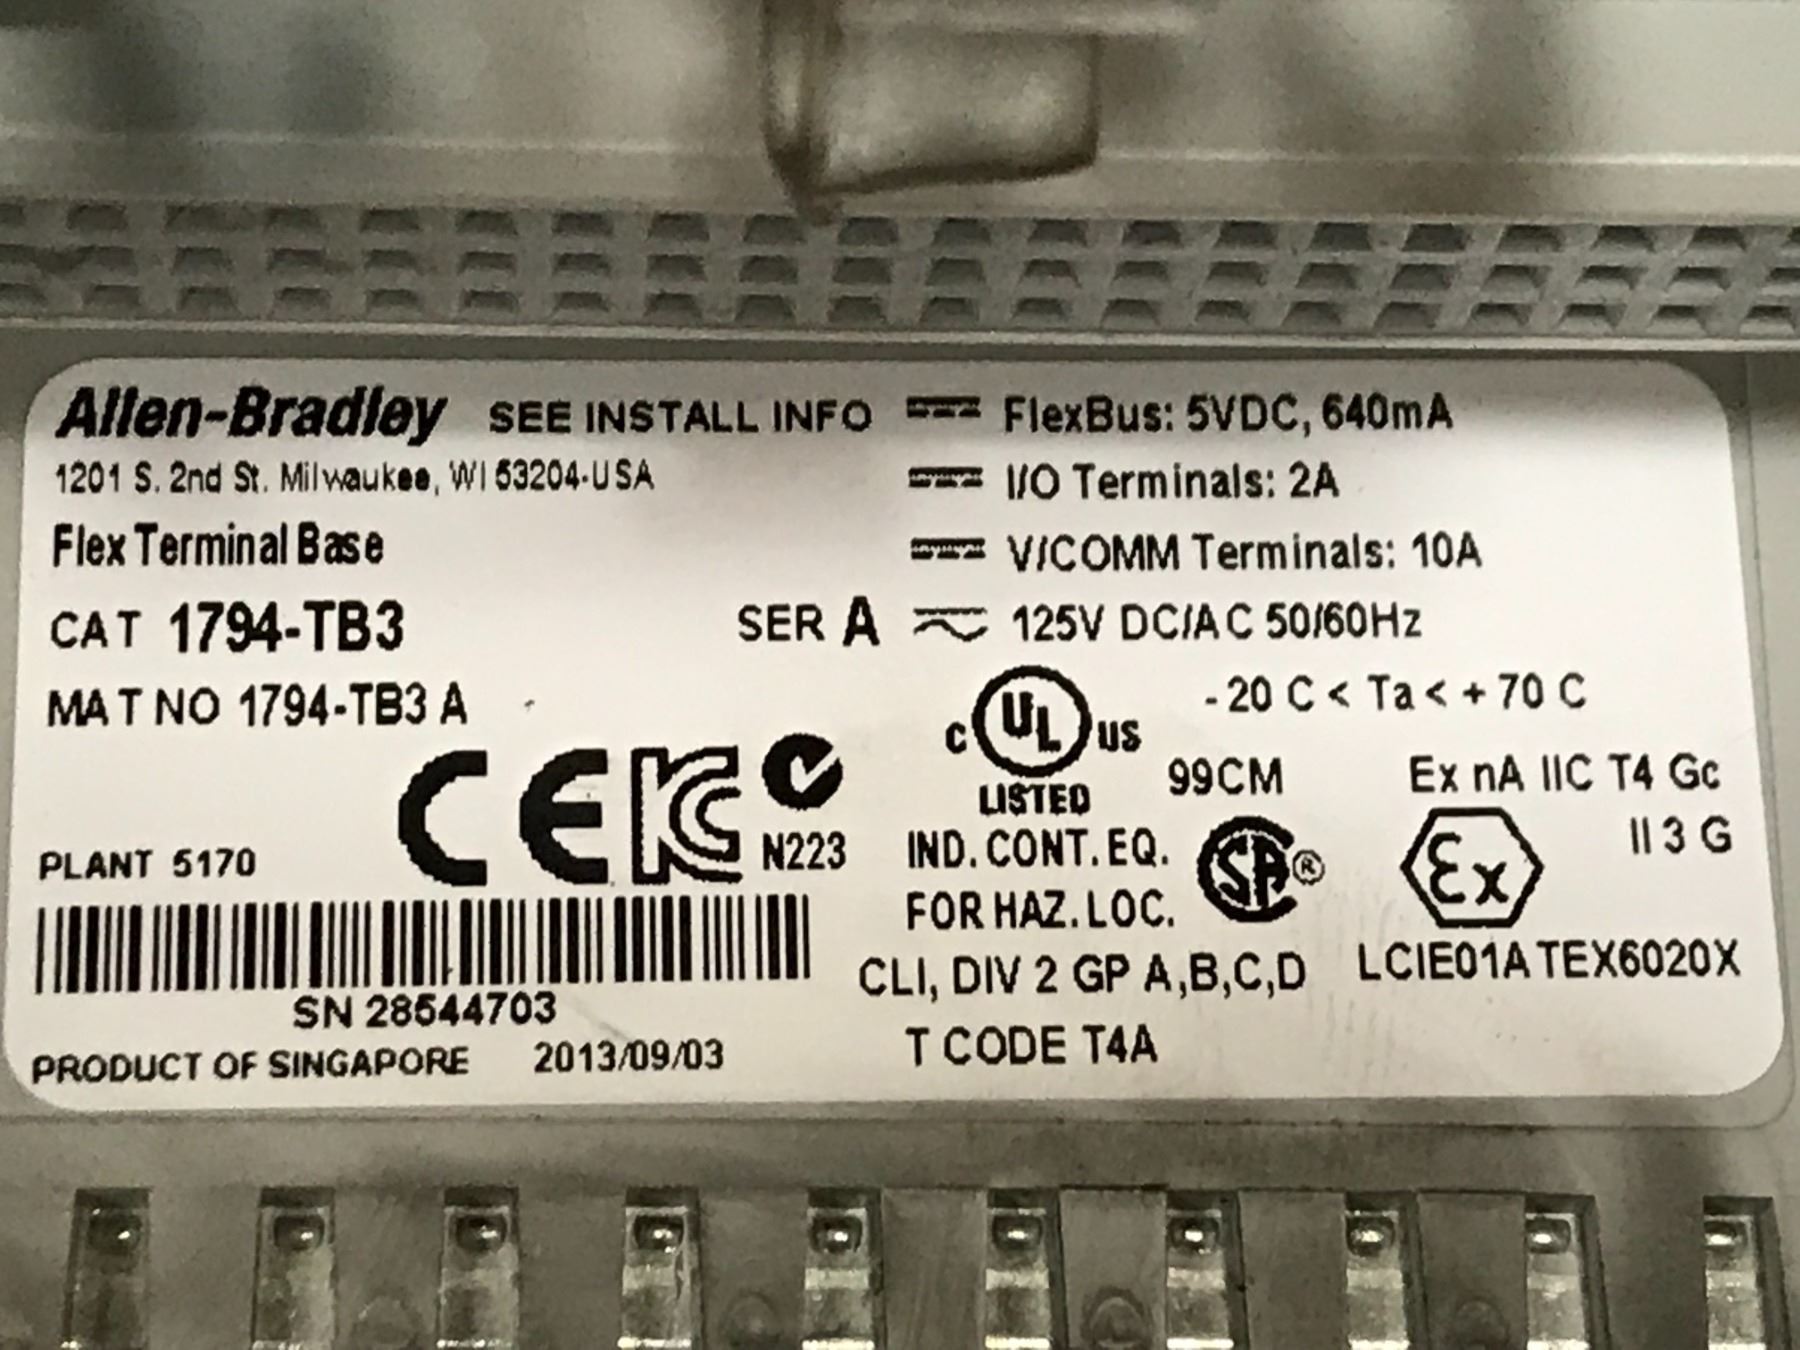 Allen-Bradley SEE INSTALL INFO
1201 S. 2nd St. Milwaukee, WI 53204-USA
Flex Terminal Base
CAT 1794-TB3 SER A
MAT NO 1794-TB3 A
CE KC N223
PLANT 5170
SN 28544703
PRODUCT OF SINGAPORE 2013/09/03
FlexBus: 5VDC, 640mA
I/O Terminals: 2A
V/COMM Terminals: 10A
125V DC/AC 50/60Hz
-20 C < Ta < +70 C
C UL US
LISTED
99CM
Ex nA IIC T4 Gc
II 3 G
IND. CONT. EQ.
FOR HAZ. LOC.
SA®
Ex
CLI, DIV 2 GP A,B,C,D
LCIE01ATEX6020X
T CODE T4A